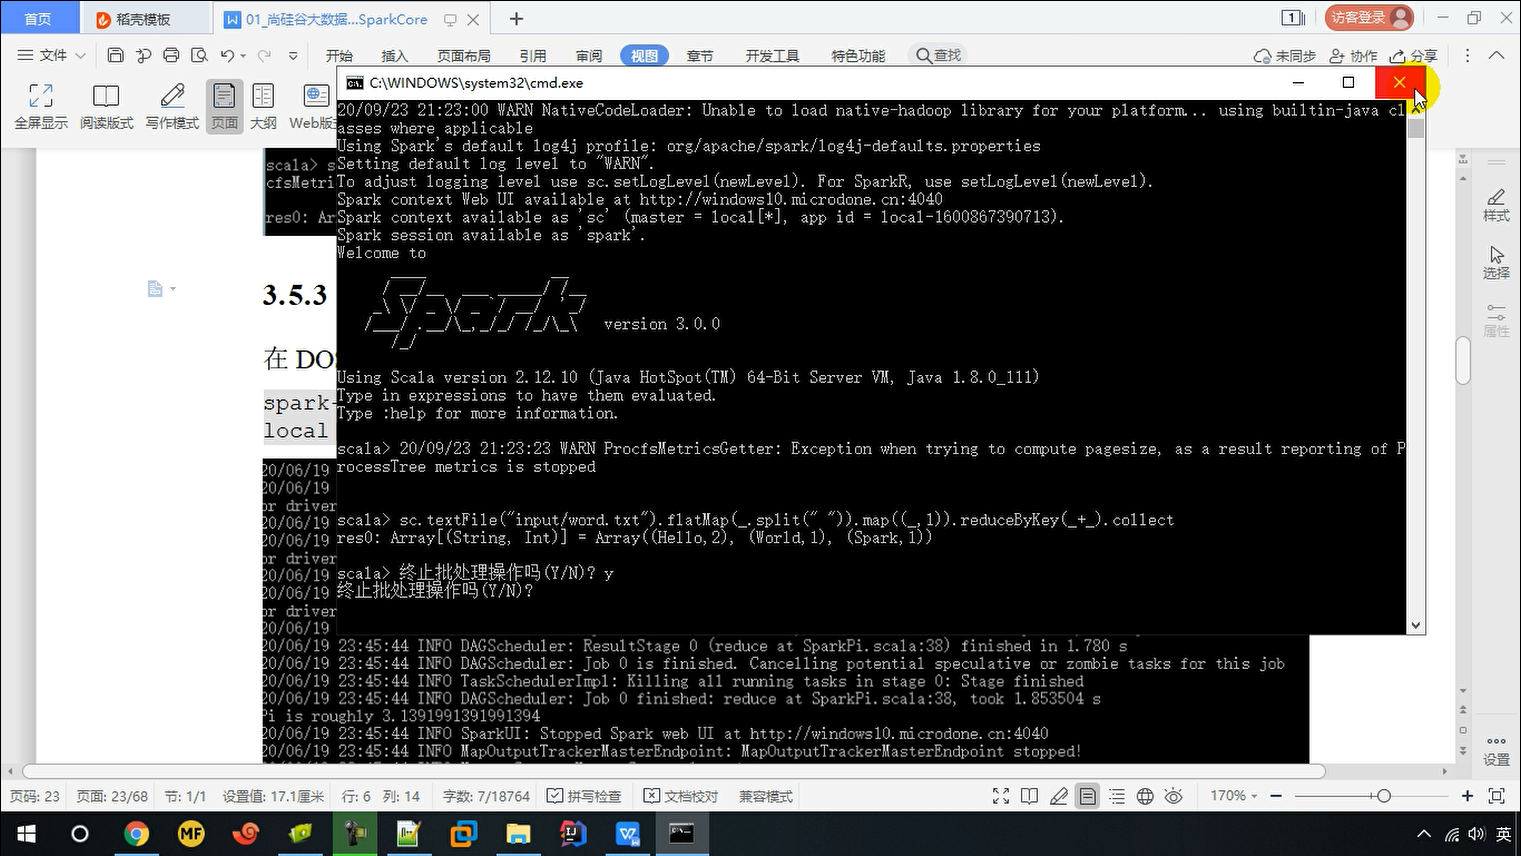 首页
稻壳模板
01_尚硅谷大数据...SparkCore
1
访客登录
文件
开始
插入
页面布局
引用
审阅
视图
章节
开发工具
特色功能
查找
未同步
协作
分享
全屏显示
阅读版式
写作模式
页面
大纲
Web版
C:\WINDOWS\system32\cmd.exe
20/09/23 21:23:00 WARN NativeCodeLoader: Unable to load native-hadoop library for your platform... using builtin-java cl
asses where applicable
Using Spark's default log4j profile: org/apache/spark/log4j-defaults.properties
Setting default log level to "WARN".
To adjust logging level use sc.setLogLevel(newLevel). For SparkR, use setLogLevel(newLevel).
Spark context Web UI available at http://windows10.microdone.cn:4040
Spark context available as 'sc' (master = local[*], app id = local-1600867390713).
Spark session available as 'spark'.
Welcome to
Spark version 3.0.0
Using Scala version 2.12.10 (Java HotSpot(TM) 64-Bit Server VM, Java 1.8.0_111)
Type in expressions to have them evaluated.
Type :help for more information.
scala> 20/09/23 21:23:23 WARN ProcfsMetricsGetter: Exception when trying to compute pagesize, as a result reporting of P
rocessTree metrics is stopped
scala> sc.textFile("input/word.txt").flatMap(_.split(" ")).map((_,1)).reduceByKey(_+_).collect
res0: Array[(String, Int)] = Array((Hello,2), (World,1), (Spark,1))
scala> 终止批处理操作吗(Y/N)? y
终止批处理操作吗(Y/N)?
scala> s
cfsMetri
res0: Ar
3.5.3
在 DO
spark-
local
20/06/19
20/06/19
or driver
20/06/19
20/06/19
or driver
20/06/19
20/06/19
or driver
20/06/19
20/06/19 23:45:44 INFO DAGScheduler: ResultStage 0 (reduce at SparkPi.scala:38) finished in 1.780 s
20/06/19 23:45:44 INFO DAGScheduler: Job 0 is finished. Cancelling potential speculative or zombie tasks for this job
20/06/19 23:45:44 INFO TaskSchedulerImpl: Killing all running tasks in stage 0: Stage finished
20/06/19 23:45:44 INFO DAGScheduler: Job 0 finished: reduce at SparkPi.scala:38, took 1.853504 s
Pi is roughly 3.1391991391991394
20/06/19 23:45:44 INFO SparkUI: Stopped Spark web UI at http://windows10.microdone.cn:4040
20/06/19 23:45:44 INFO MapOutputTrackerMasterEndpoint: MapOutputTrackerMasterEndpoint stopped!
样式
选择
属性
设置
页码: 23
页面: 23/68
节: 1/1
设置值: 17.1厘米
行: 6
列: 14
字数: 7/18764
拼写检查
文档校对
兼容模式
170%
MF
英